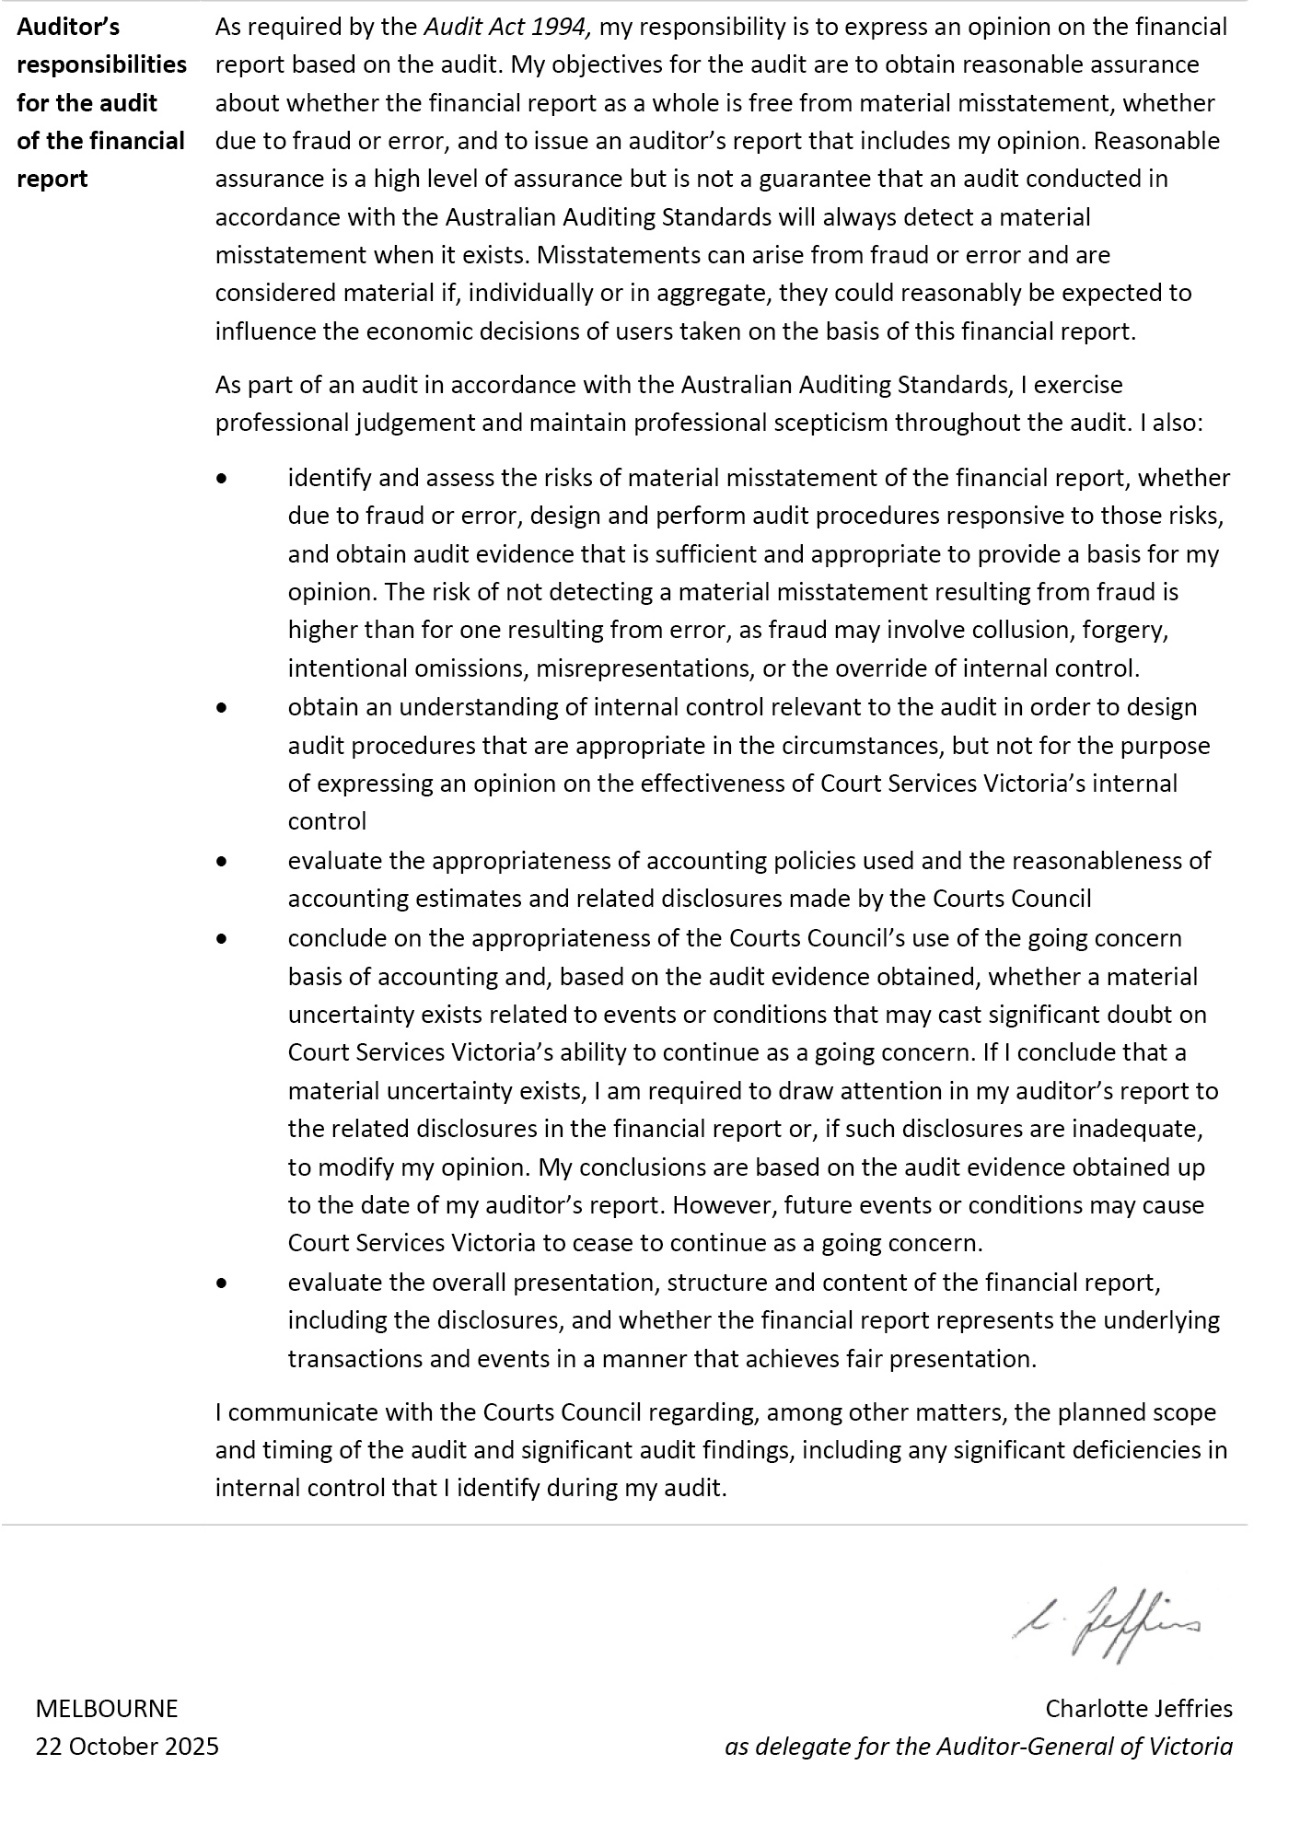 Auditor’s
responsibilities
for the audit
of the financial
report
As required by the Audit Act 1994, my responsibility is to express an opinion on the financial
report based on the audit. My objectives for the audit are to obtain reasonable assurance
about whether the financial report as a whole is free from material misstatement, whether
due to fraud or error, and to issue an auditor’s report that includes my opinion. Reasonable
assurance is a high level of assurance but is not a guarantee that an audit conducted in
accordance with the Australian Auditing Standards will always detect a material
misstatement when it exists. Misstatements can arise from fraud or error and are
considered material if, individually or in aggregate, they could reasonably be expected to
influence the economic decisions of users taken on the basis of this financial report.
As part of an audit in accordance with the Australian Auditing Standards, I exercise
professional judgement and maintain professional scepticism throughout the audit. I also:
• identify and assess the risks of material misstatement of the financial report, whether
due to fraud or error, design and perform audit procedures responsive to those risks,
and obtain audit evidence that is sufficient and appropriate to provide a basis for my
opinion. The risk of not detecting a material misstatement resulting from fraud is
higher than for one resulting from error, as fraud may involve collusion, forgery,
intentional omissions, misrepresentations, or the override of internal control.
• obtain an understanding of internal control relevant to the audit in order to design
audit procedures that are appropriate in the circumstances, but not for the purpose
of expressing an opinion on the effectiveness of Court Services Victoria’s internal
control
• evaluate the appropriateness of accounting policies used and the reasonableness of
accounting estimates and related disclosures made by the Courts Council
• conclude on the appropriateness of the Courts Council’s use of the going concern
basis of accounting and, based on the audit evidence obtained, whether a material
uncertainty exists related to events or conditions that may cast significant doubt on
Court Services Victoria’s ability to continue as a going concern. If I conclude that a
material uncertainty exists, I am required to draw attention in my auditor’s report to
the related disclosures in the financial report or, if such disclosures are inadequate,
to modify my opinion. My conclusions are based on the audit evidence obtained up
to the date of my auditor’s report. However, future events or conditions may cause
Court Services Victoria to cease to continue as a going concern.
• evaluate the overall presentation, structure and content of the financial report,
including the disclosures, and whether the financial report represents the underlying
transactions and events in a manner that achieves fair presentation.
I communicate with the Courts Council regarding, among other matters, the planned scope
and timing of the audit and significant audit findings, including any significant deficiencies in
internal control that I identify during my audit.
MELBOURNE
22 October 2025
Charlotte Jeffries
as delegate for the Auditor-General of Victoria